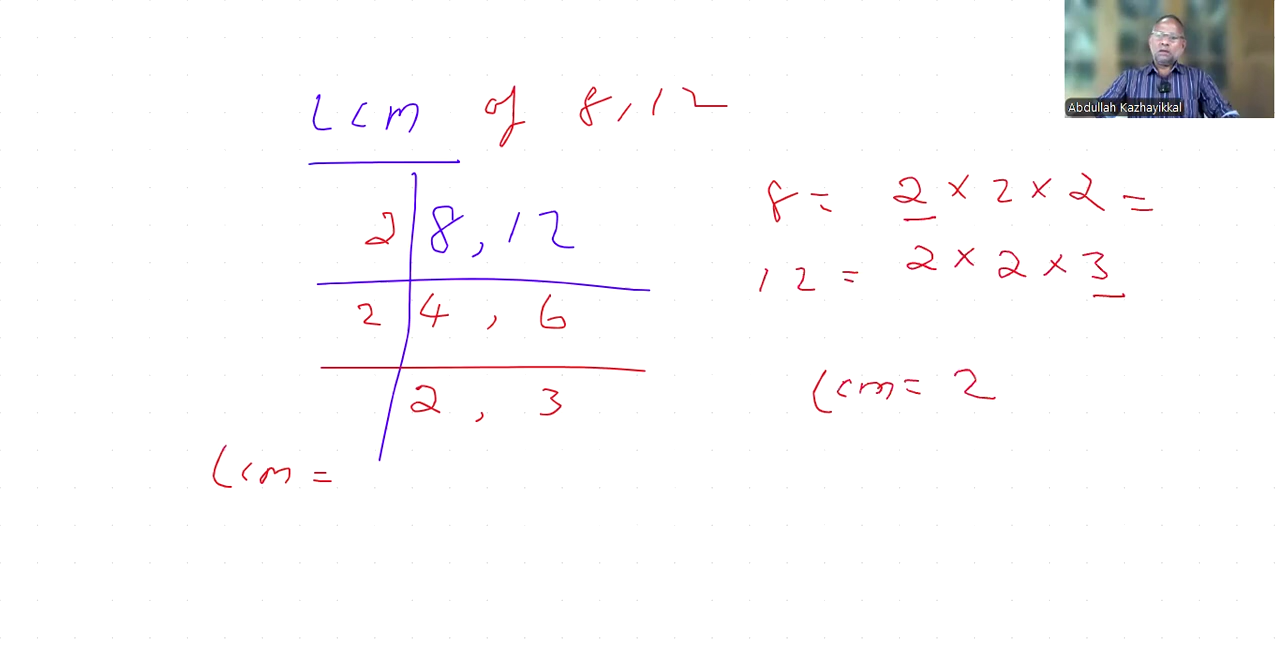 LCM of 8, 12
2 | 8, 12
2 | 4, 6
2, 3
Lcm =
8 = 2 × 2 × 2 =
12 = 2 × 2 × 3
Lcm = 2
Abdullah Kazhayikkal